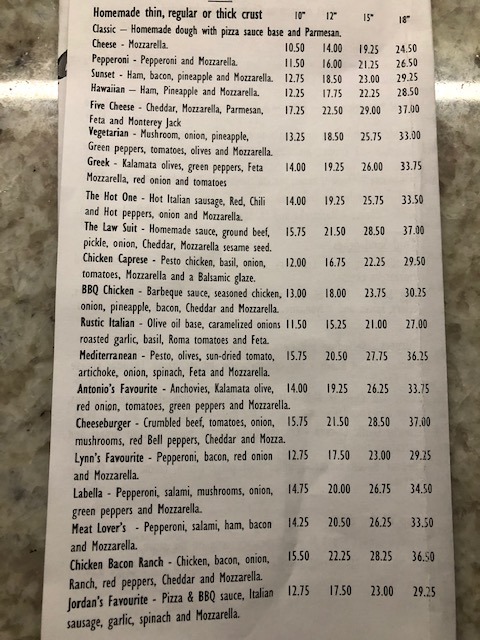 Homemade thin, regular or thick crust 10" 12" 15" 18"
Classic – Homemade dough with pizza sauce base and Parmesan.
Cheese - Mozzarella. 10.50 14.00 19.25 24.50
Pepperoni - Pepperoni and Mozzarella. 11.50 16.00 21.25 26.50
Sunset - Ham, bacon, pineapple and Mozzarella. 12.75 18.50 23.00 29.25
Hawaiian – Ham, Pineapple and Mozzarella. 12.25 17.75 22.25 28.50
Five Cheese - Cheddar, Mozzarella, Parmesan, 17.25 22.50 29.00 37.00
Feta and Monterey Jack
Vegetarian - Mushroom, onion, pineapple, 13.25 18.50 25.75 33.00
Green peppers, tomatoes, olives and Mozzarella.
Greek - Kalamata olives, green peppers, Feta 14.00 19.25 26.00 33.75
Mozzarella, red onion and tomatoes
The Hot One - Hot Italian sausage, Red, Chili 14.00 19.25 25.75 33.50
and Hot peppers, onion and Mozzarella.
The Law Suit - Homemade sauce, ground beef, 15.75 21.50 28.50 37.00
pickle, onion, Cheddar, Mozzarella sesame seed.
Chicken Caprese - Pesto chicken, basil, onion, 12.00 16.75 22.25 29.50
tomatoes, Mozzarella and a Balsamic glaze.
BBQ Chicken - Barbeque sauce, seasoned chicken, 13.00 18.00 23.75 30.25
onion, pineapple, bacon, Cheddar and Mozzarella.
Rustic Italian - Olive oil base, caramelized onions 11.50 15.25 21.00 27.00
roasted garlic, basil, Roma tomatoes and Feta.
Mediterranean - Pesto, olives, sun-dried tomato, 15.75 20.50 27.75 36.25
artichoke, onion, spinach, Feta and Mozzarella.
Antonio's Favourite - Anchovies, Kalamata olive, 14.00 19.25 26.25 33.75
red onion, tomatoes, green peppers and Mozzarella.
Cheeseburger - Crumbled beef, tomatoes, onion, 15.75 21.50 28.50 37.00
mushrooms, red Bell peppers, Cheddar and Mozza.
Lynn's Favourite - Pepperoni, bacon, red onion 12.75 17.50 23.00 29.25
and Mozzarella.
Labella - Pepperoni, salami, mushrooms, onion, 14.75 20.00 26.75 34.50
green peppers and Mozzarella.
Meat Lover's - Pepperoni, salami, ham, bacon 14.25 20.50 26.25 33.50
and Mozzarella.
Chicken Bacon Ranch - Chicken, bacon, onion, 15.50 22.25 28.25 36.50
Ranch, red peppers, Cheddar and Mozzarella.
Jordan's Favourite - Pizza & BBQ sauce, Italian 12.75 17.50 23.00 29.25
sausage, garlic, spinach and Mozzarella.